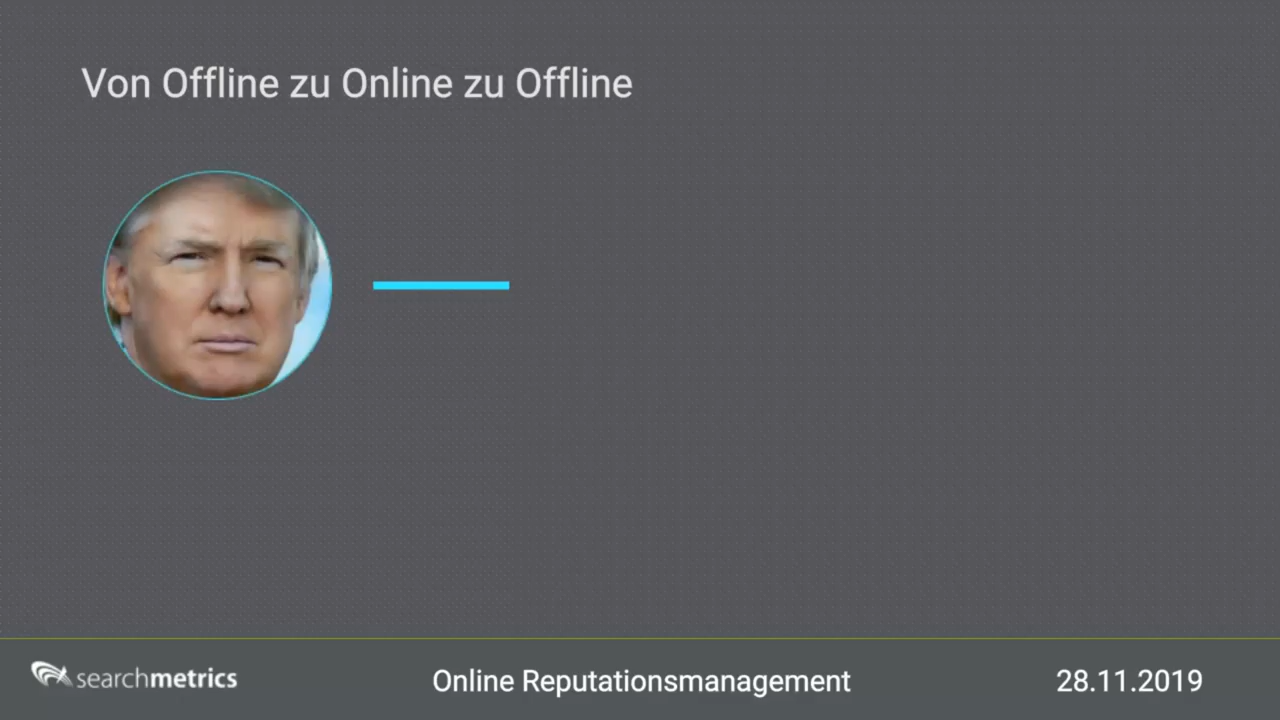 Von Offline zu Online zu Offline
searchmetrics
Online Reputationsmanagement
28.11.2019